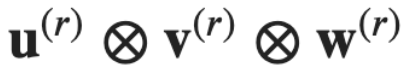 u^(r) ⊗ v^(r) ⊗ w^(r)